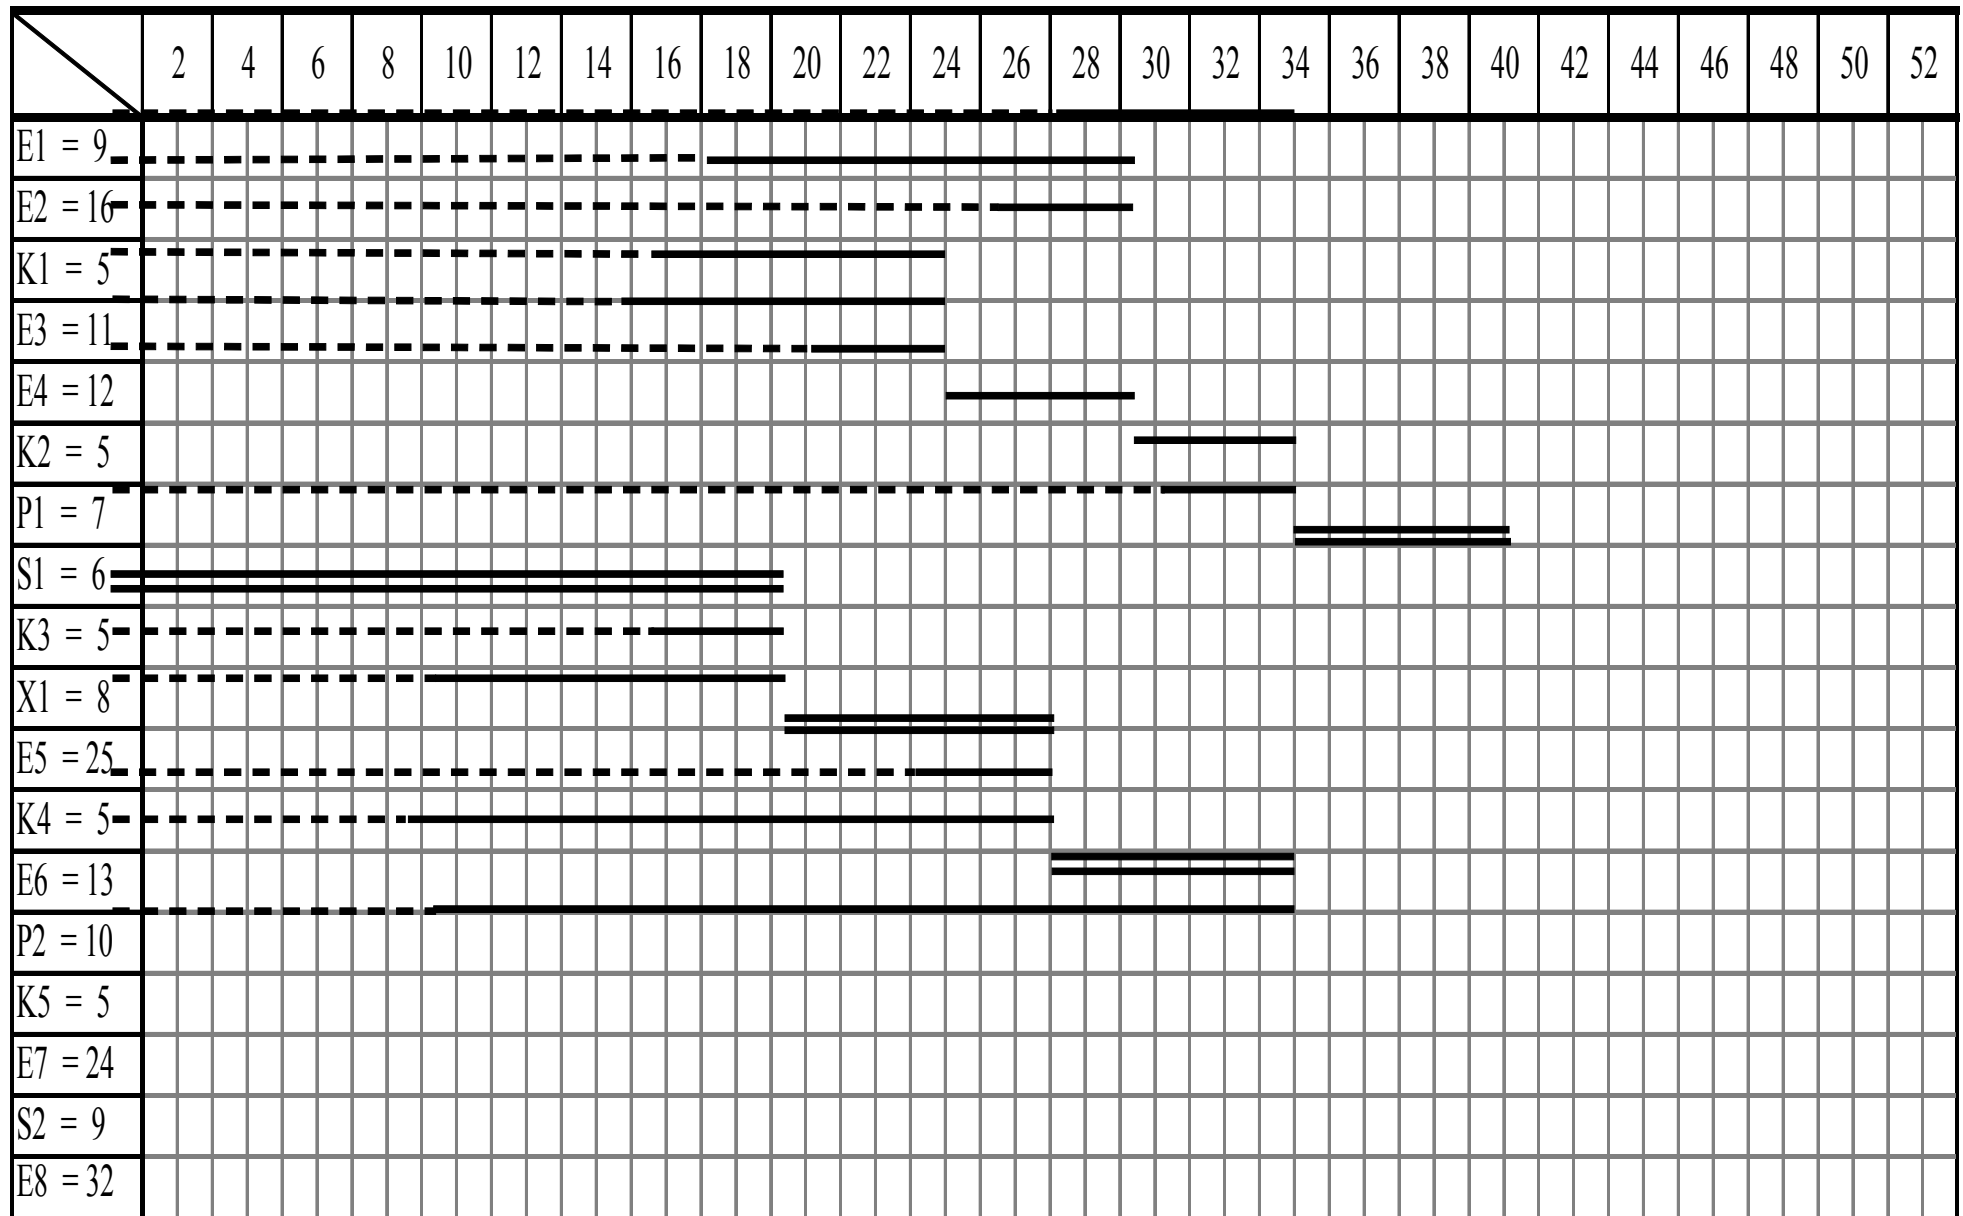 2 4 6 8 10 12 14 16 18 20 22 24 26 28 30 32 34 36 38 40 42 44 46 48 50 52
E1 = 9
E2 = 16
K1 = 5
E3 = 11
E4 = 12
K2 = 5
P1 = 7
S1 = 6
K3 = 5
X1 = 8
E5 = 25
K4 = 5
E6 = 13
P2 = 10
K5 = 5
E7 = 24
S2 = 9
E8 = 32